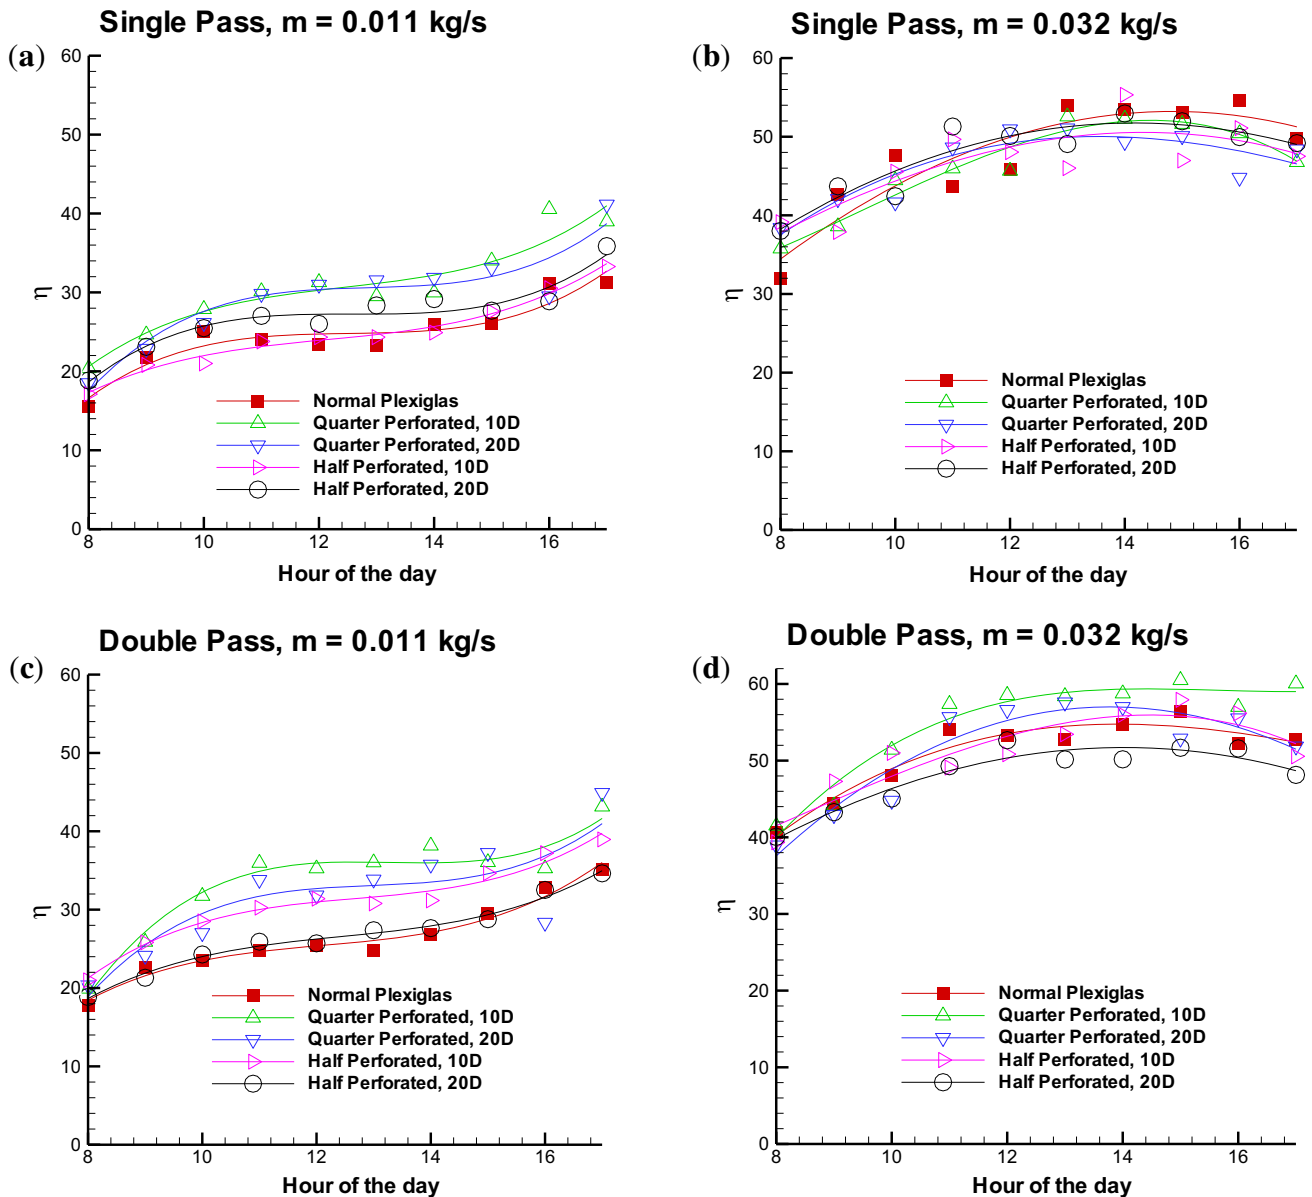 Single Pass, m = 0.011 kg/s
(a)
60
50
40
30
20
10
0
η
8
10
12
14
16
Hour of the day
Normal Plexiglas
Quarter Perforated, 10D
Quarter Perforated, 20D
Half Perforated, 10D
Half Perforated, 20D
Single Pass, m = 0.032 kg/s
(b)
60
50
40
30
20
10
0
η
8
10
12
14
16
Hour of the day
Normal Plexiglas
Quarter Perforated, 10D
Quarter Perforated, 20D
Half Perforated, 10D
Half Perforated, 20D
Double Pass, m = 0.011 kg/s
(c)
60
50
40
30
20
10
0
η
8
10
12
14
16
Hour of the day
Normal Plexiglas
Quarter Perforated, 10D
Quarter Perforated, 20D
Half Perforated, 10D
Half Perforated, 20D
Double Pass, m = 0.032 kg/s
(d)
60
50
40
30
20
10
0
η
8
10
12
14
16
Hour of the day
Normal Plexiglas
Quarter Perforated, 10D
Quarter Perforated, 20D
Half Perforated, 10D
Half Perforated, 20D